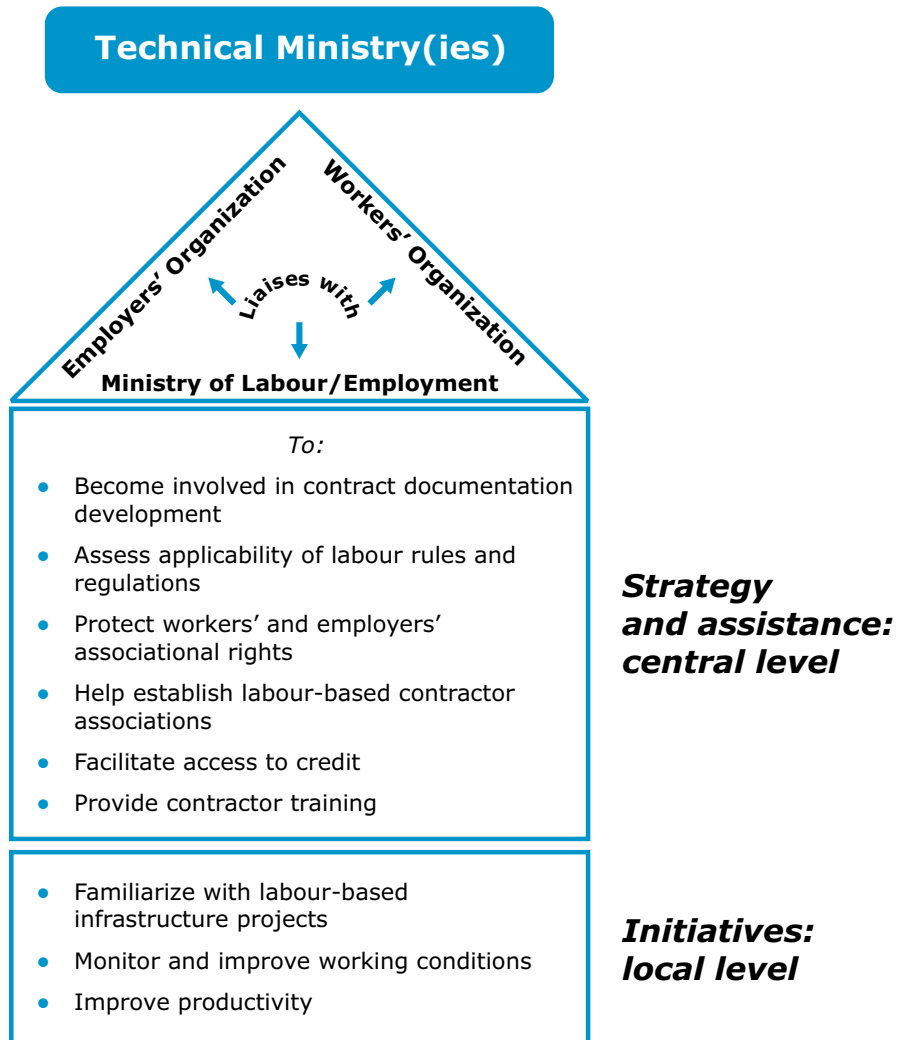 Technical Ministry(ies)
Employers’ Organization
Workers’ Organization
Liaises with
Ministry of Labour/Employment
To:
• Become involved in contract documentation
development
• Assess applicability of labour rules and
regulations
• Protect workers’ and employers’
associational rights
• Help establish labour-based contractor
associations
• Facilitate access to credit
• Provide contractor training
Strategy
and assistance:
central level
• Familiarize with labour-based
infrastructure projects
• Monitor and improve working conditions
• Improve productivity
Initiatives:
local level